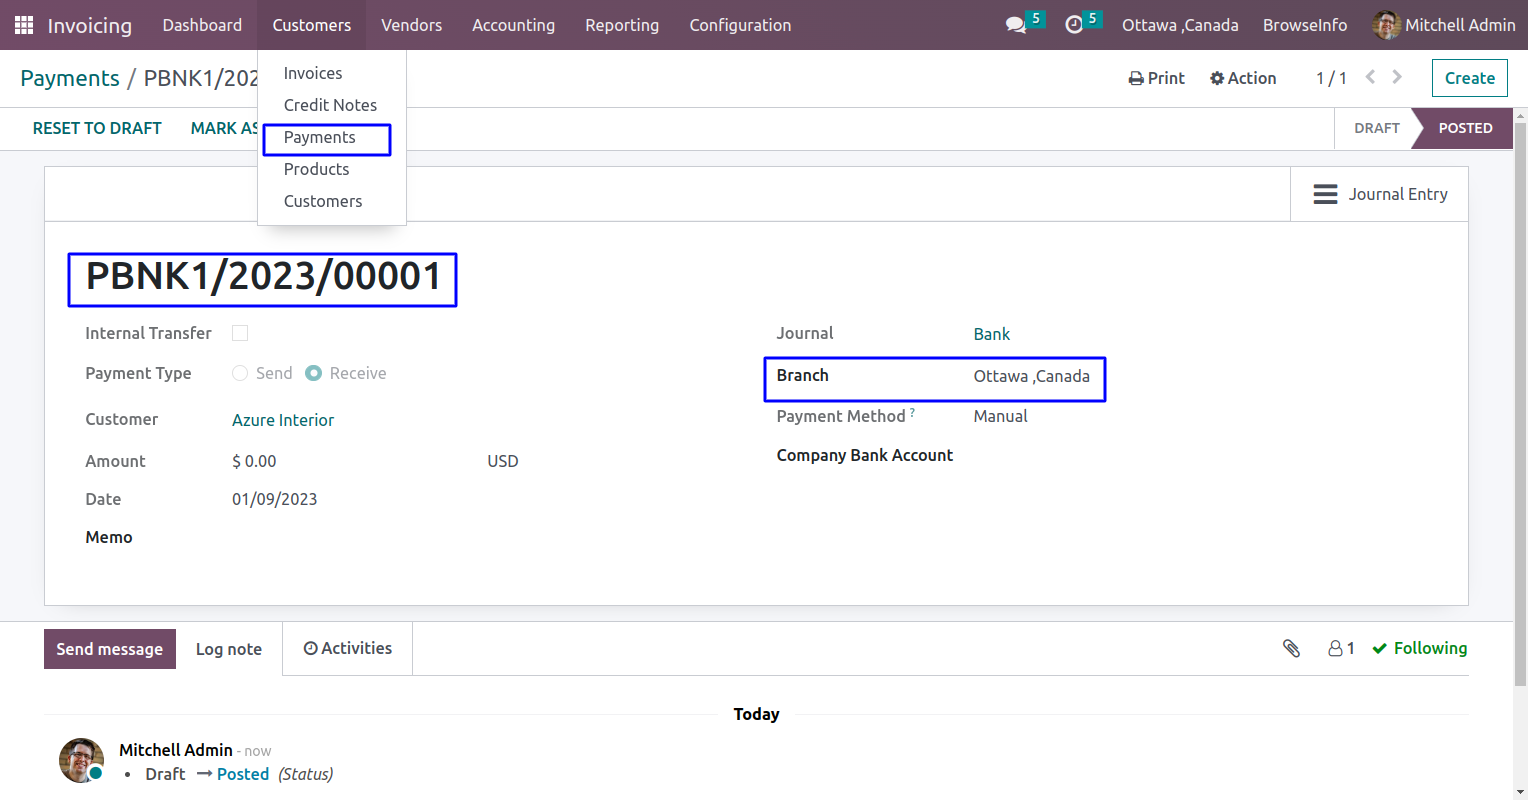 Invoicing Dashboard Customers Vendors Accounting Reporting Configuration 5 5 Ottawa ,Canada BrowseInfo Mitchell Admin
Payments / PBNK1/202 Print Action 1 / 1 Create
Invoices
Credit Notes
RESET TO DRAFT MARK AS DRAFT POSTED
Payments
Products
Customers
Journal Entry
PBNK1/2023/00001
Internal Transfer Journal Bank
Payment Type Send Receive Branch Ottawa ,Canada
Customer Azure Interior Payment Method ? Manual
Amount $ 0.00 USD Company Bank Account
Date 01/09/2023
Memo
Send message Log note Activities 1 Following
Today
Mitchell Admin - now
• Draft → Posted (Status)